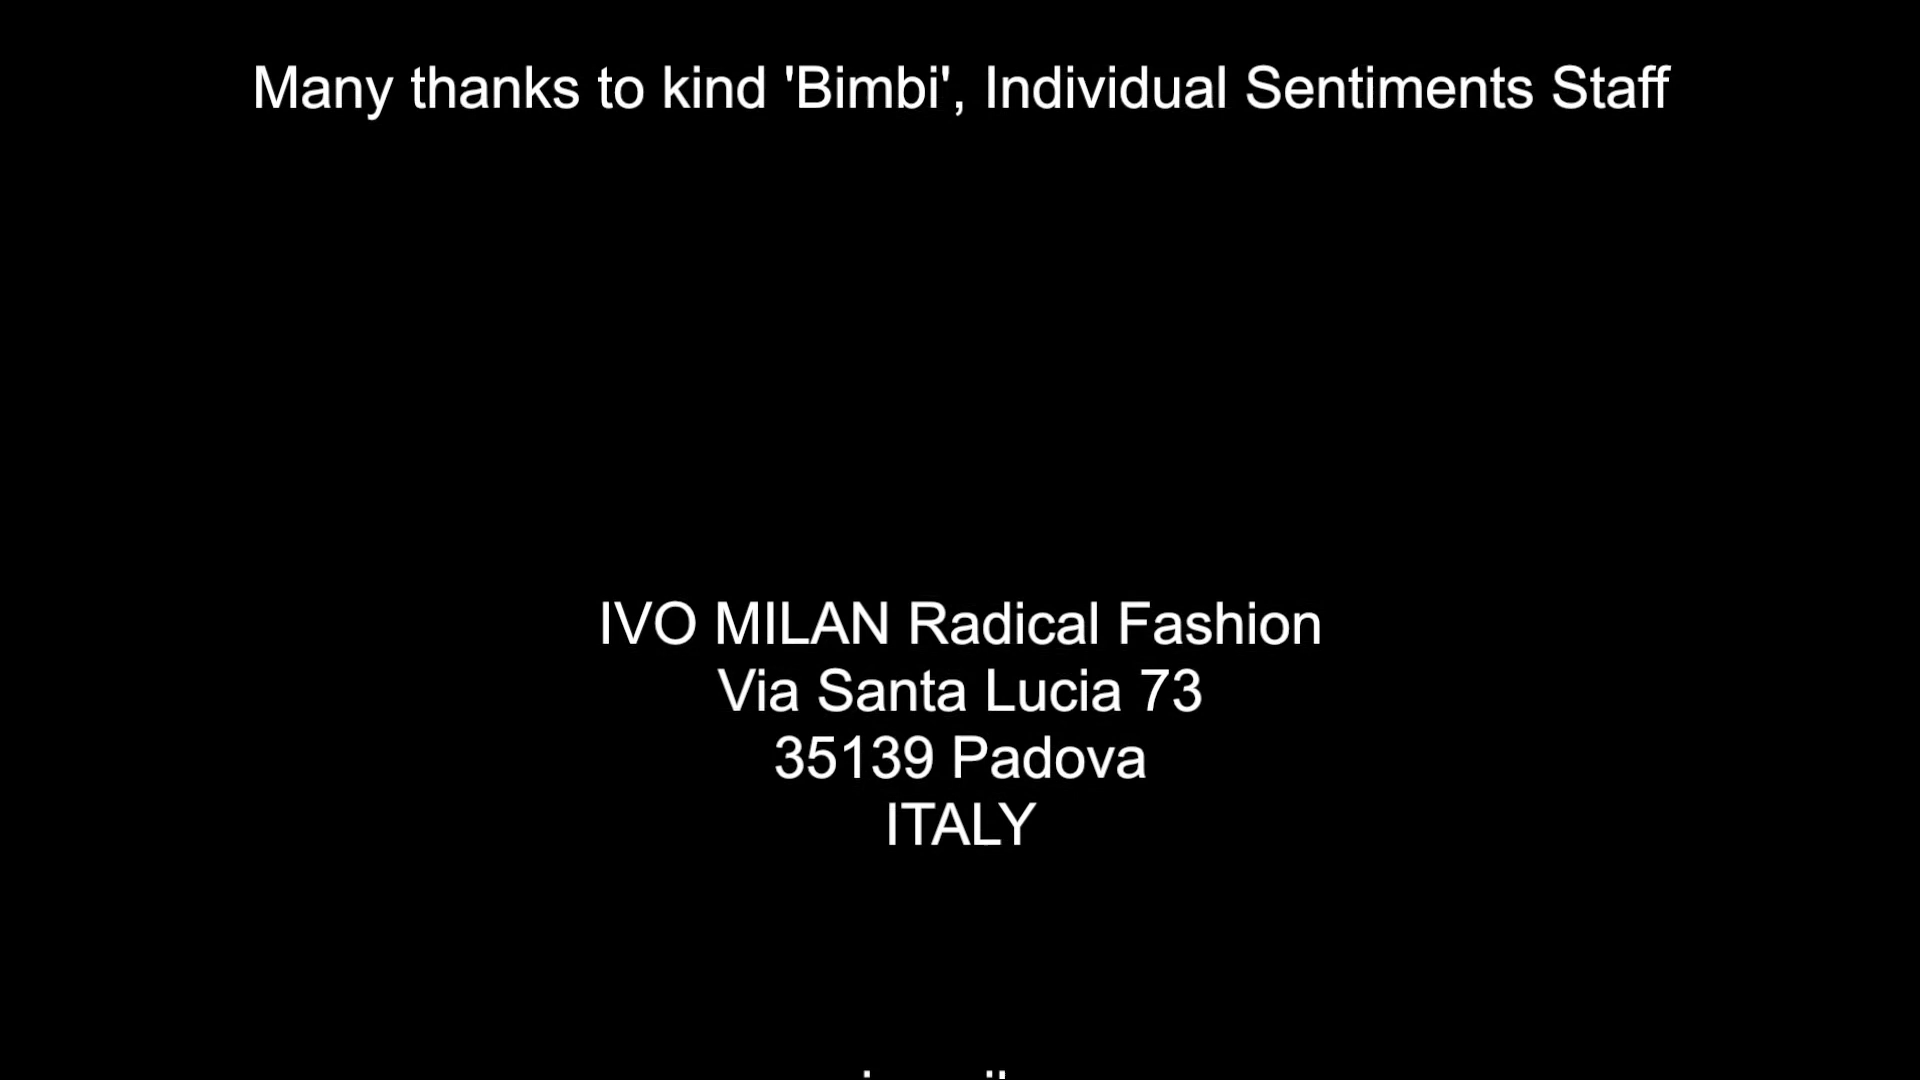 Many thanks to kind 'Bimbi', Individual Sentiments Staff
IVO MILAN Radical Fashion
Via Santa Lucia 73
35139 Padova
ITALY